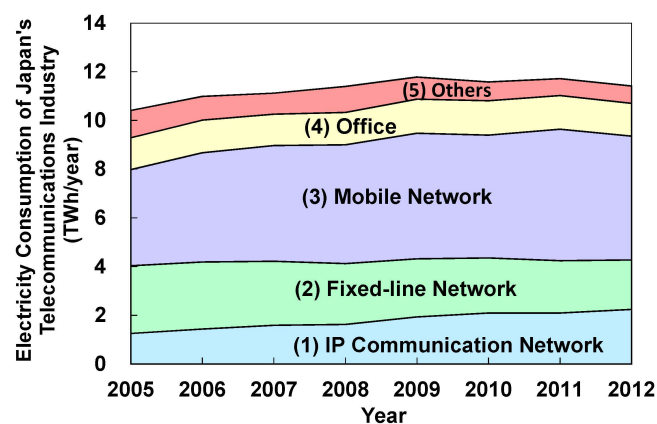 Electricity Consumption of Japan's
Telecommunications Industry
(TWh/year)
14
12
10
8
6
4
2
0
(5) Others
(4) Office
(3) Mobile Network
(2) Fixed-line Network
(1) IP Communication Network
2005 2006 2007 2008 2009 2010 2011 2012
Year